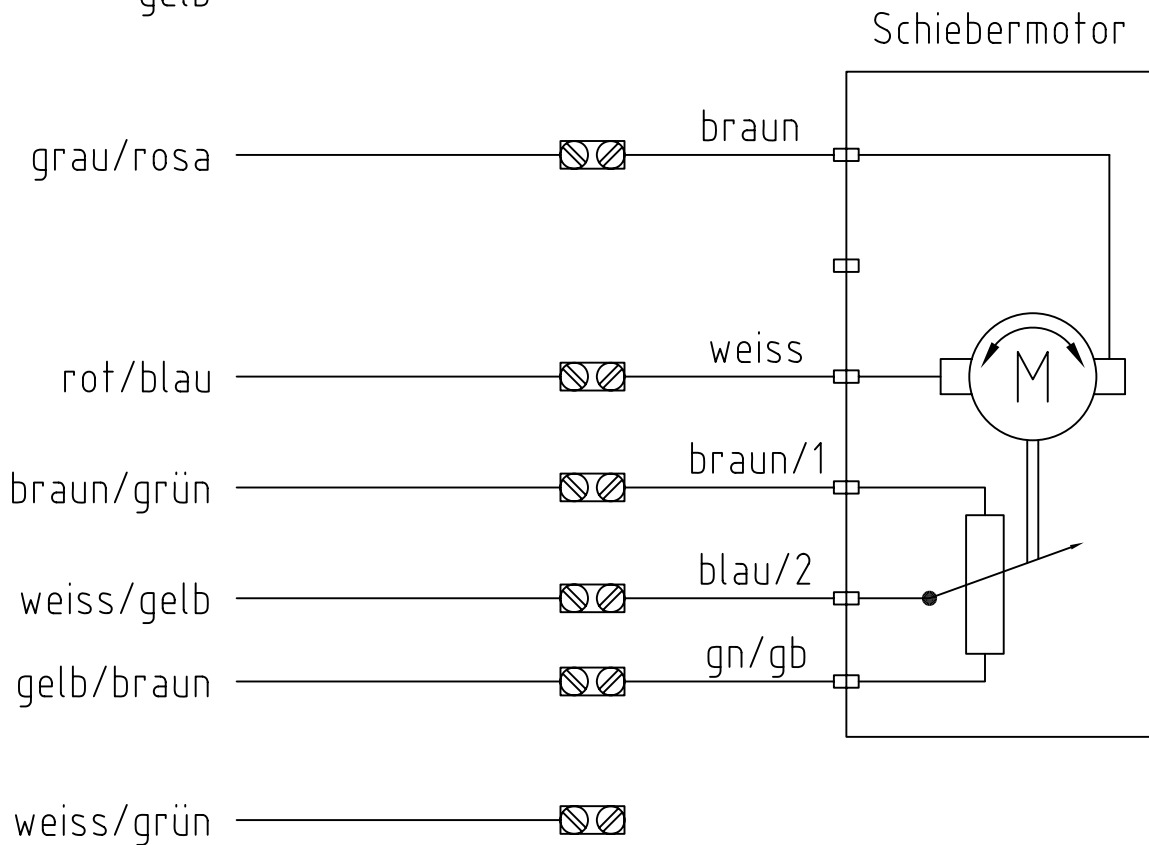 gelb
Schiebermotor
braun
grau/rosa
weiss
rot/blau
M
braun/1
braun/grün
blau/2
weiss/gelb
gn/gb
gelb/braun
weiss/grün